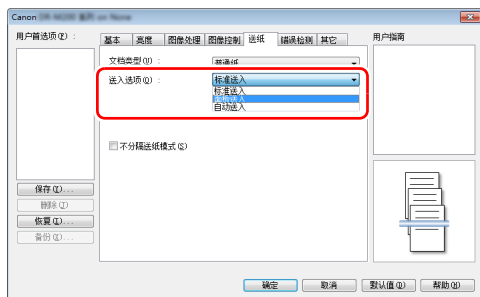 Canon DR-M260 系列 on None
用户首选项(P) :
基本 亮度 图像处理 图像控制 送纸 错误检测 其它
用户指南
文档类型(U) : 普通纸
送入选项(O) : 标准送入
标准送入
面板送入
自动送入
不分隔送纸模式(S)
保存(I)...
删除(J)
恢复(L)...
备份(K)...
确定 取消 默认值(Q) 帮助(H)